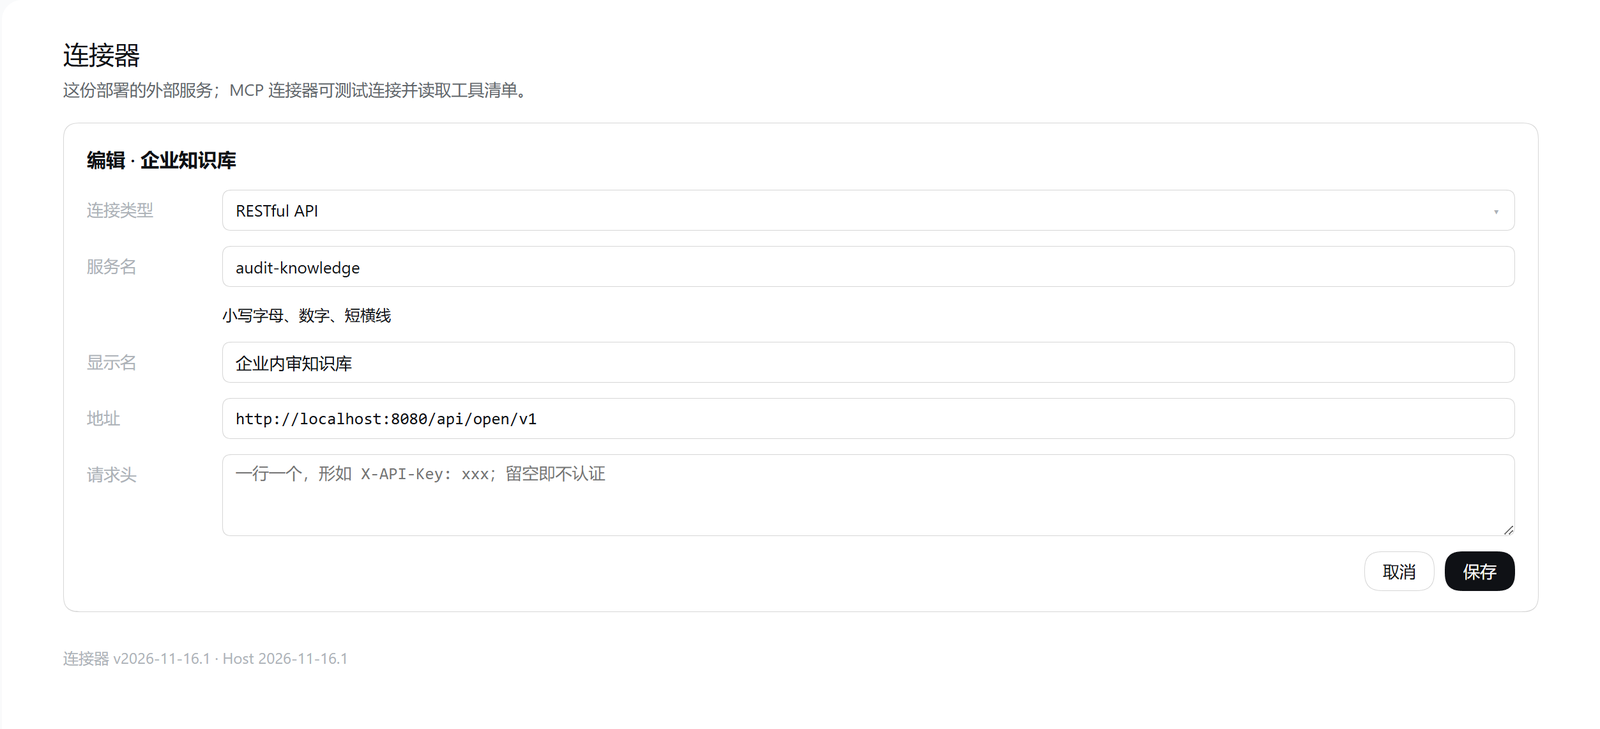 连接器
这份部署的外部服务；MCP 连接器可测试连接并读取工具清单。
编辑 · 企业知识库
连接类型
RESTful API
服务名
audit-knowledge
小写字母、数字、短横线
显示名
企业内审知识库
地址
http://localhost:8080/api/open/v1
请求头
一行一个，形如 X-API-Key: xxx；留空即不认证
取消
保存
连接器 v2026-11-16.1 · Host 2026-11-16.1